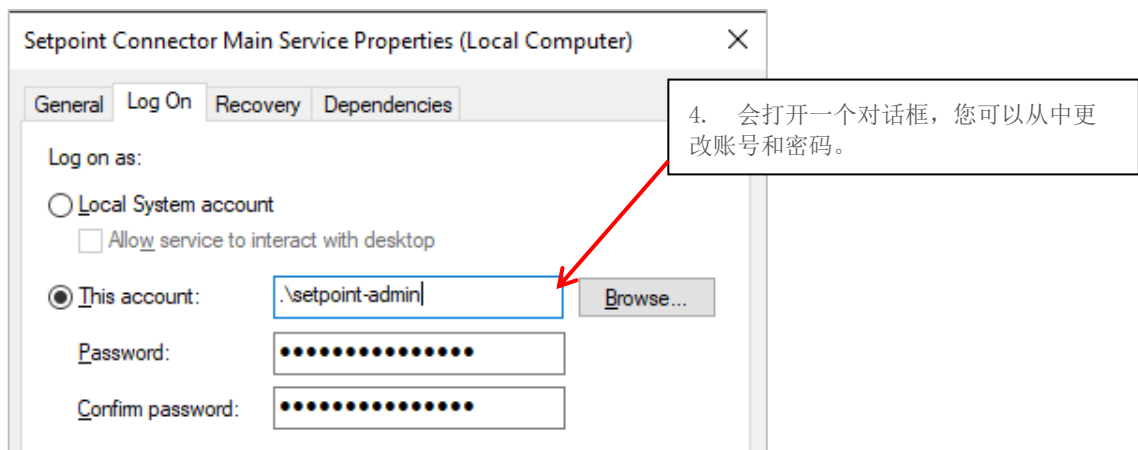 Setpoint Connector Main Service Properties (Local Computer)
General Log On Recovery Dependencies
4. 会打开一个对话框，您可以从中更
改账号和密码。
Log on as:
Local System account
Allow service to interact with desktop
This account: .\setpoint-admin Browse...
Password: ●●●●●●●●●●●●●●●
Confirm password: ●●●●●●●●●●●●●●●